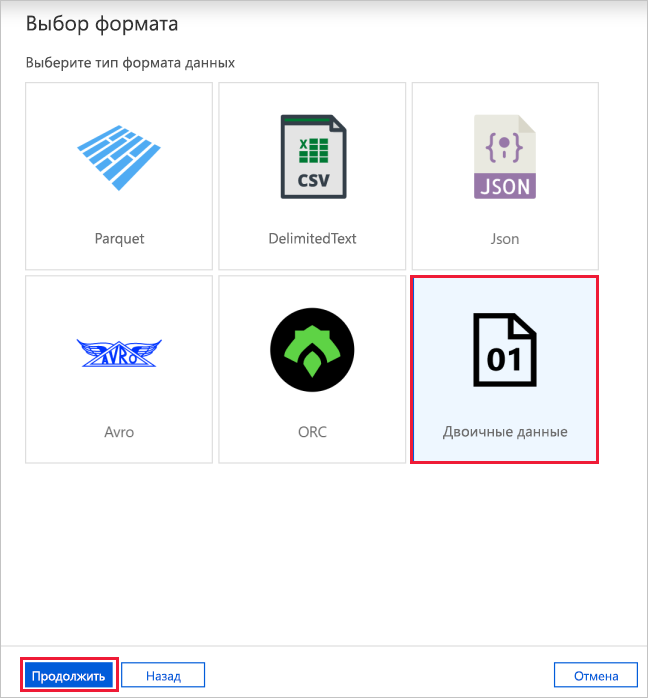 Выбор формата
Выберите тип формата данных
X
CSV
{ }
JSON
Parquet
DelimitedText
Json
AVRO
01
Avro
ORC
Двоичные данные
Продолжить
Назад
Отмена